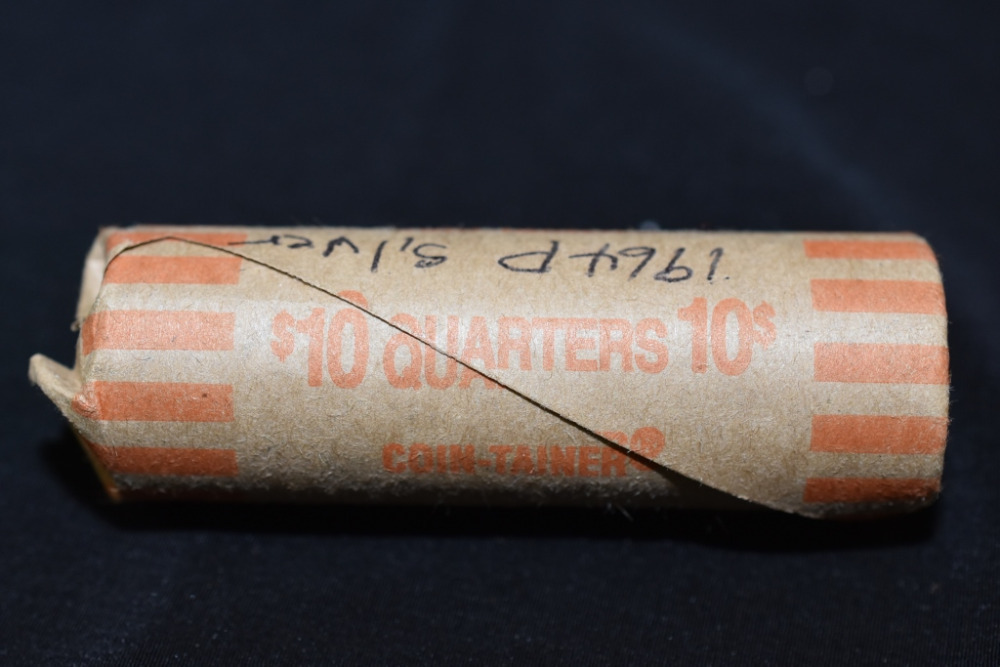 1964P Silver
$10 QUARTERS 10$
COIN-TAINER®